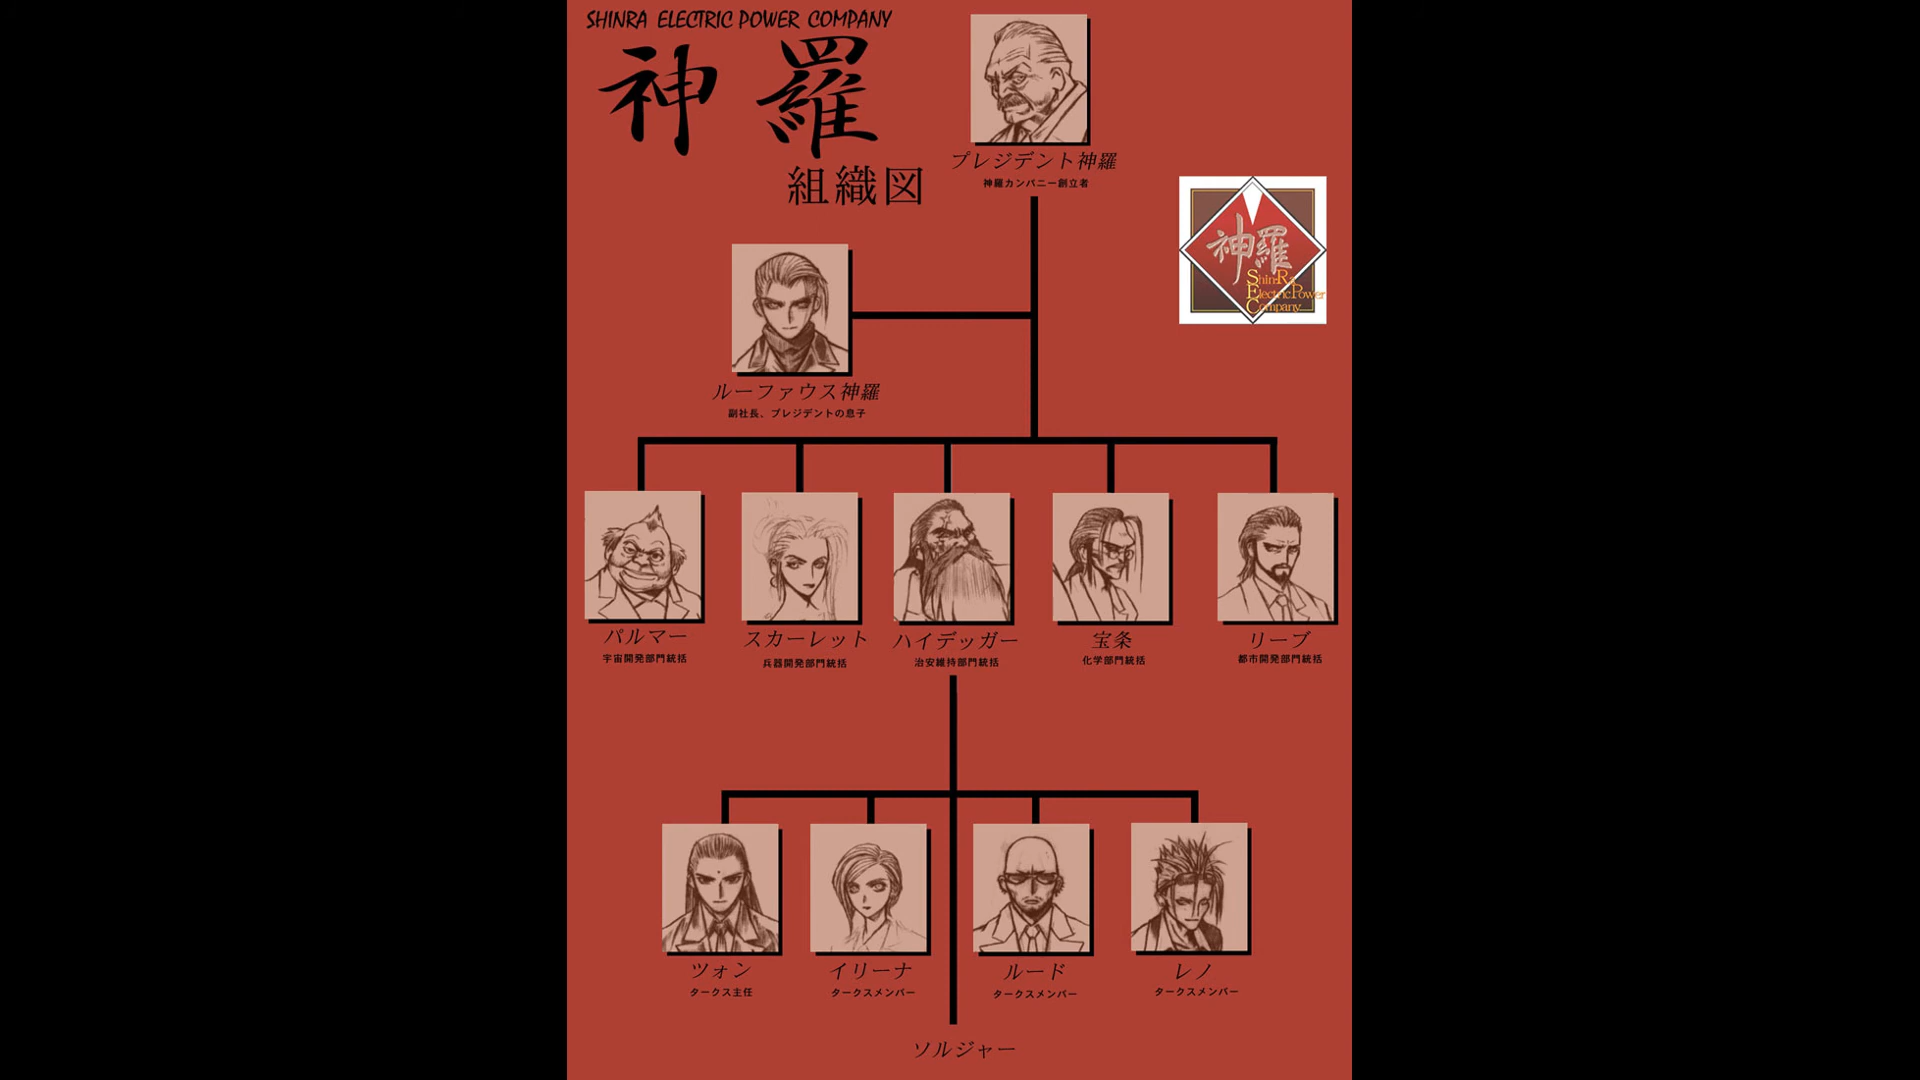 SHINRA ELECTRIC POWER COMPANY
神羅
組織図
プレジデント神羅
神羅カンパニー創立者
神羅
Shin-Ra
Electric Power
Company
ルーファウス神羅
副社長、プレジデントの息子
パルマー
宇宙開発部門統括
スカーレット
兵器開発部門統括
ハイデッガー
治安維持部門統括
宝条
化学部門統括
リーブ
都市開発部門統括
ツォン
タークス主任
イリーナ
タークスメンバー
ルード
タークスメンバー
レノ
タークスメンバー
ソルジャー